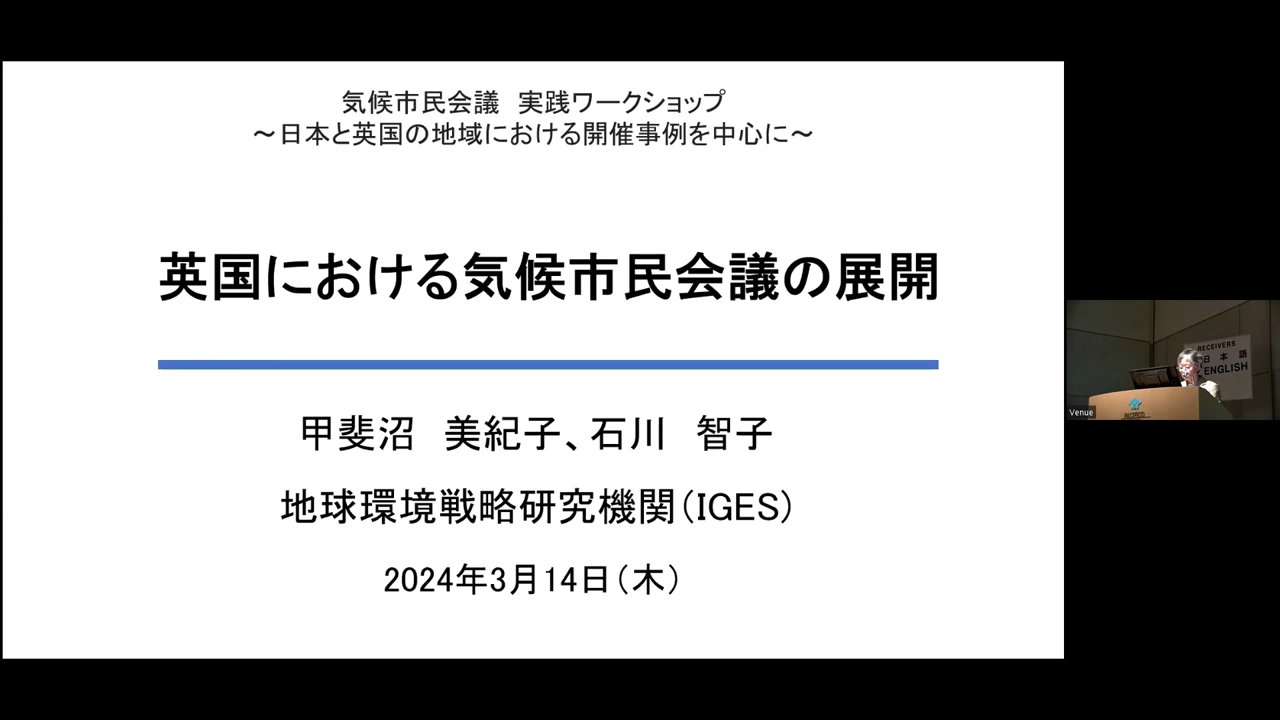 気候市民会議　実践ワークショップ
～日本と英国の地域における開催事例を中心に～
英国における気候市民会議の展開
甲斐沼　美紀子、石川　智子
地球環境戦略研究機関（IGES）
2024年3月14日（木）
RECEIVERS
日 本 語
ENGLISH
Venue